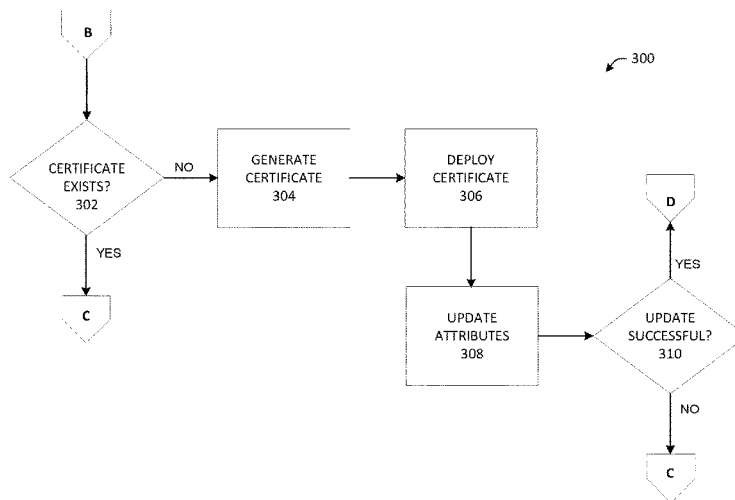 B
300
CERTIFICATE
EXISTS?
302
NO
GENERATE
CERTIFICATE
304
DEPLOY
CERTIFICATE
306
YES
C
UPDATE
ATTRIBUTES
308
D
YES
UPDATE
SUCCESSFUL?
310
NO
C